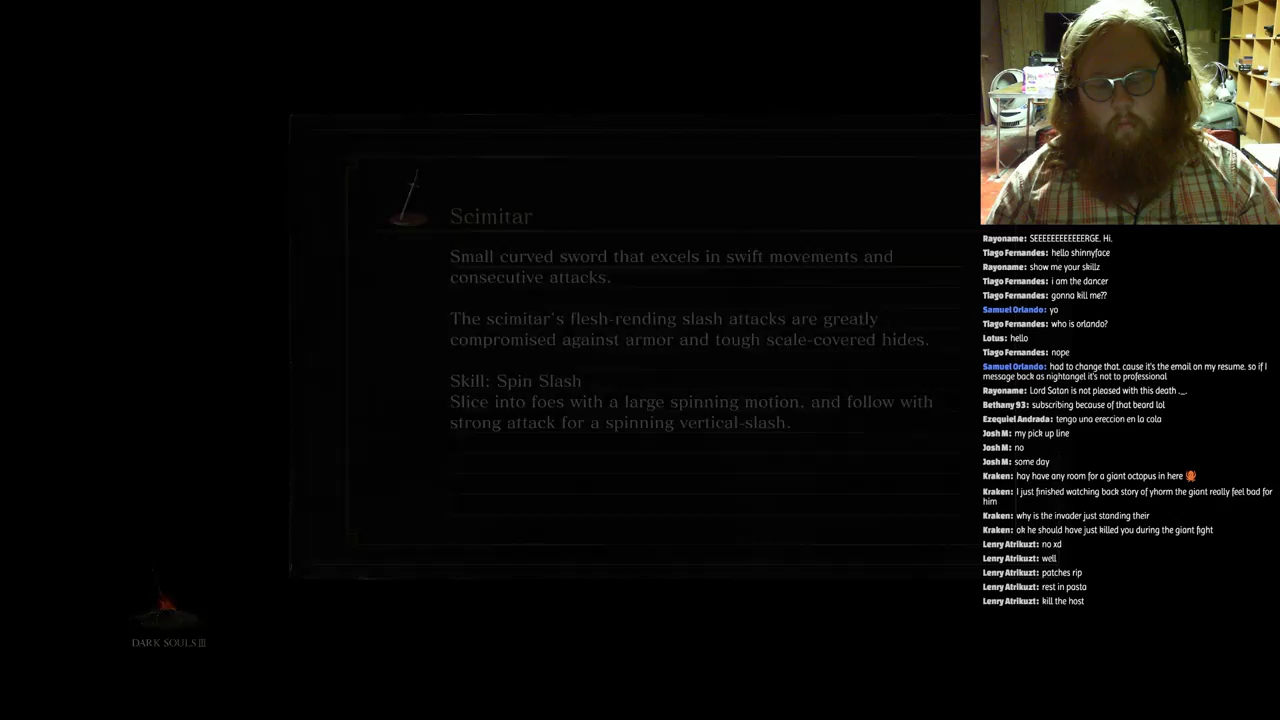 Scimitar
Small curved sword that excels in swift movements and
consecutive attacks.
The scimitar's flesh-rending slash attacks are greatly
compromised against armor and tough scale-covered hides.
Skill: Spin Slash
Slice into foes with a large spinning motion, and follow with
strong attack for a spinning vertical-slash.
DARK SOULS III
Rayoname: SEEEEEEEEEEEERGE. Hi.
Tiago Fernandes: hello shinnyface
Rayoname: show me your skillz
Tiago Fernandes: i am the dancer
Tiago Fernandes: gonna kill me??
Samuel Orlando: yo
Tiago Fernandes: who is orlando?
Lotus: hello
Tiago Fernandes: nope
Samuel Orlando: had to change that. cause it's the email on my resume. so if I
message back as nightangel it's not to professional
Rayoname: Lord Satan is not pleased with this death ._.
Bethany 93: subscribing because of that beard lol
Ezequiel Andrada: tengo una ereccion en la cola
Josh M: my pick up line
Josh M: no
Josh M: some day
Kraken: hay have any room for a giant octopus in here
Kraken: I just finished watching back story of yhorm the giant really feel bad for
him
Kraken: why is the invader just standing their
Kraken: ok he should have just killed you during the giant fight
Lenry Atrikuzt: no xd
Lenry Atrikuzt: well
Lenry Atrikuzt: patches rip
Lenry Atrikuzt: rest in pasta
Lenry Atrikuzt: kill the host